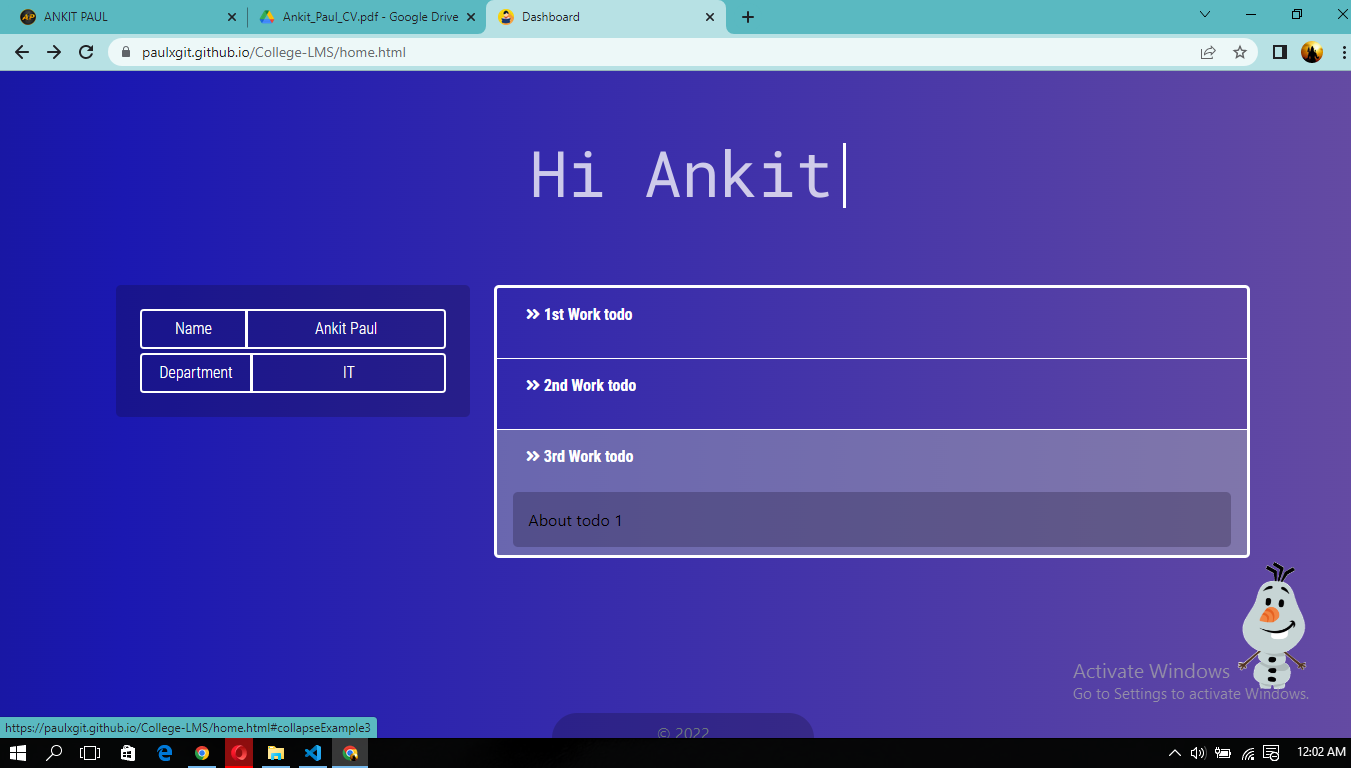 ANKIT PAUL
Ankit_Paul_CV.pdf - Google Drive
Dashboard
paulxgit.github.io/College-LMS/home.html
Hi Ankit
Name
Ankit Paul
Department
IT
1st Work todo
2nd Work todo
3rd Work todo
About todo 1
Activate Windows
Go to Settings to activate Windows.
© 2022
https://paulxgit.github.io/College-LMS/home.html#collapseExample3
12:02 AM